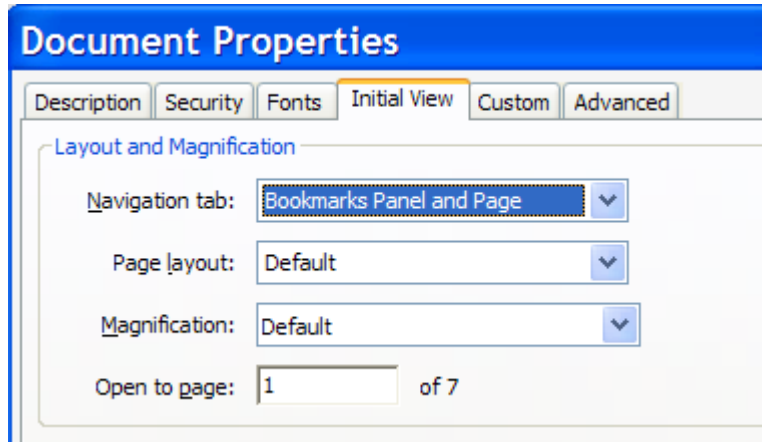 Document Properties
Description Security Fonts Initial View Custom Advanced
Layout and Magnification
Navigation tab: Bookmarks Panel and Page
Page layout: Default
Magnification: Default
Open to page: 1 of 7